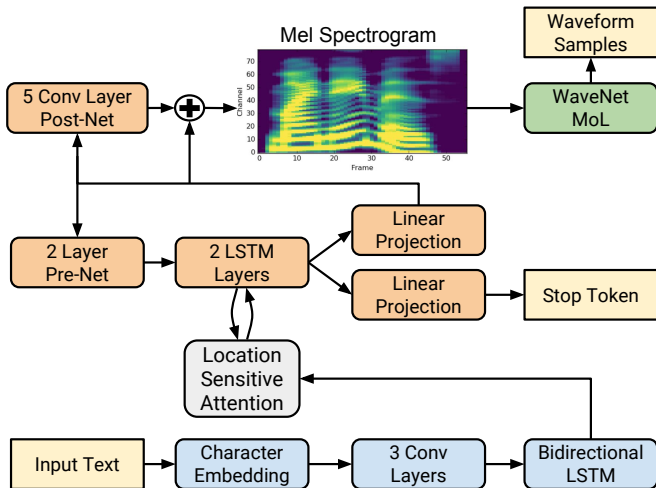 Mel Spectrogram
Waveform
Samples
5 Conv Layer
Post-Net
WaveNet
MoL
Channel
70
60
50
40
30
20
10
0
0 10 20 30 40 50
Frame
2 Layer
Pre-Net
2 LSTM
Layers
Linear
Projection
Linear
Projection
Stop Token
Location
Sensitive
Attention
Input Text
Character
Embedding
3 Conv
Layers
Bidirectional
LSTM